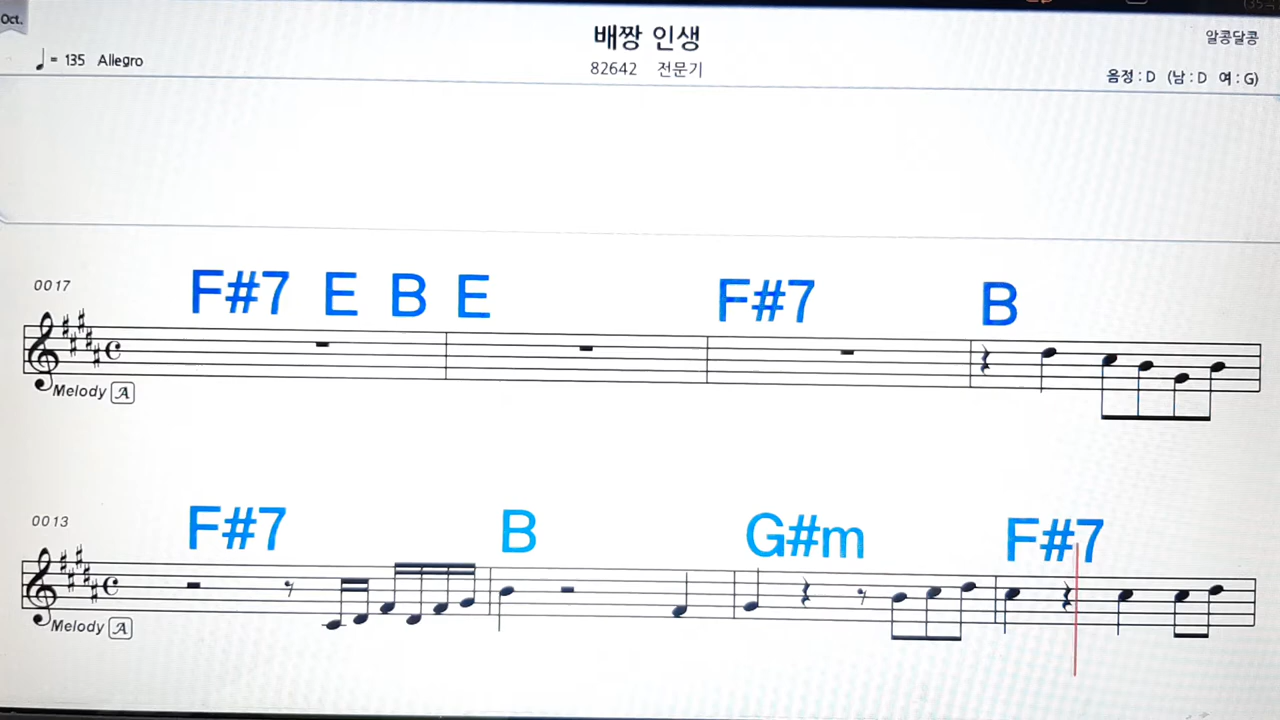 Oct.
배짱 인생
알콩달콩
♩ = 135 Allegro
82642 전문기
음정 : D (남 : D 여 : G)
0017
F#7 E B E F#7 B
Melody A
0013
F#7 B G#m F#7
Melody A